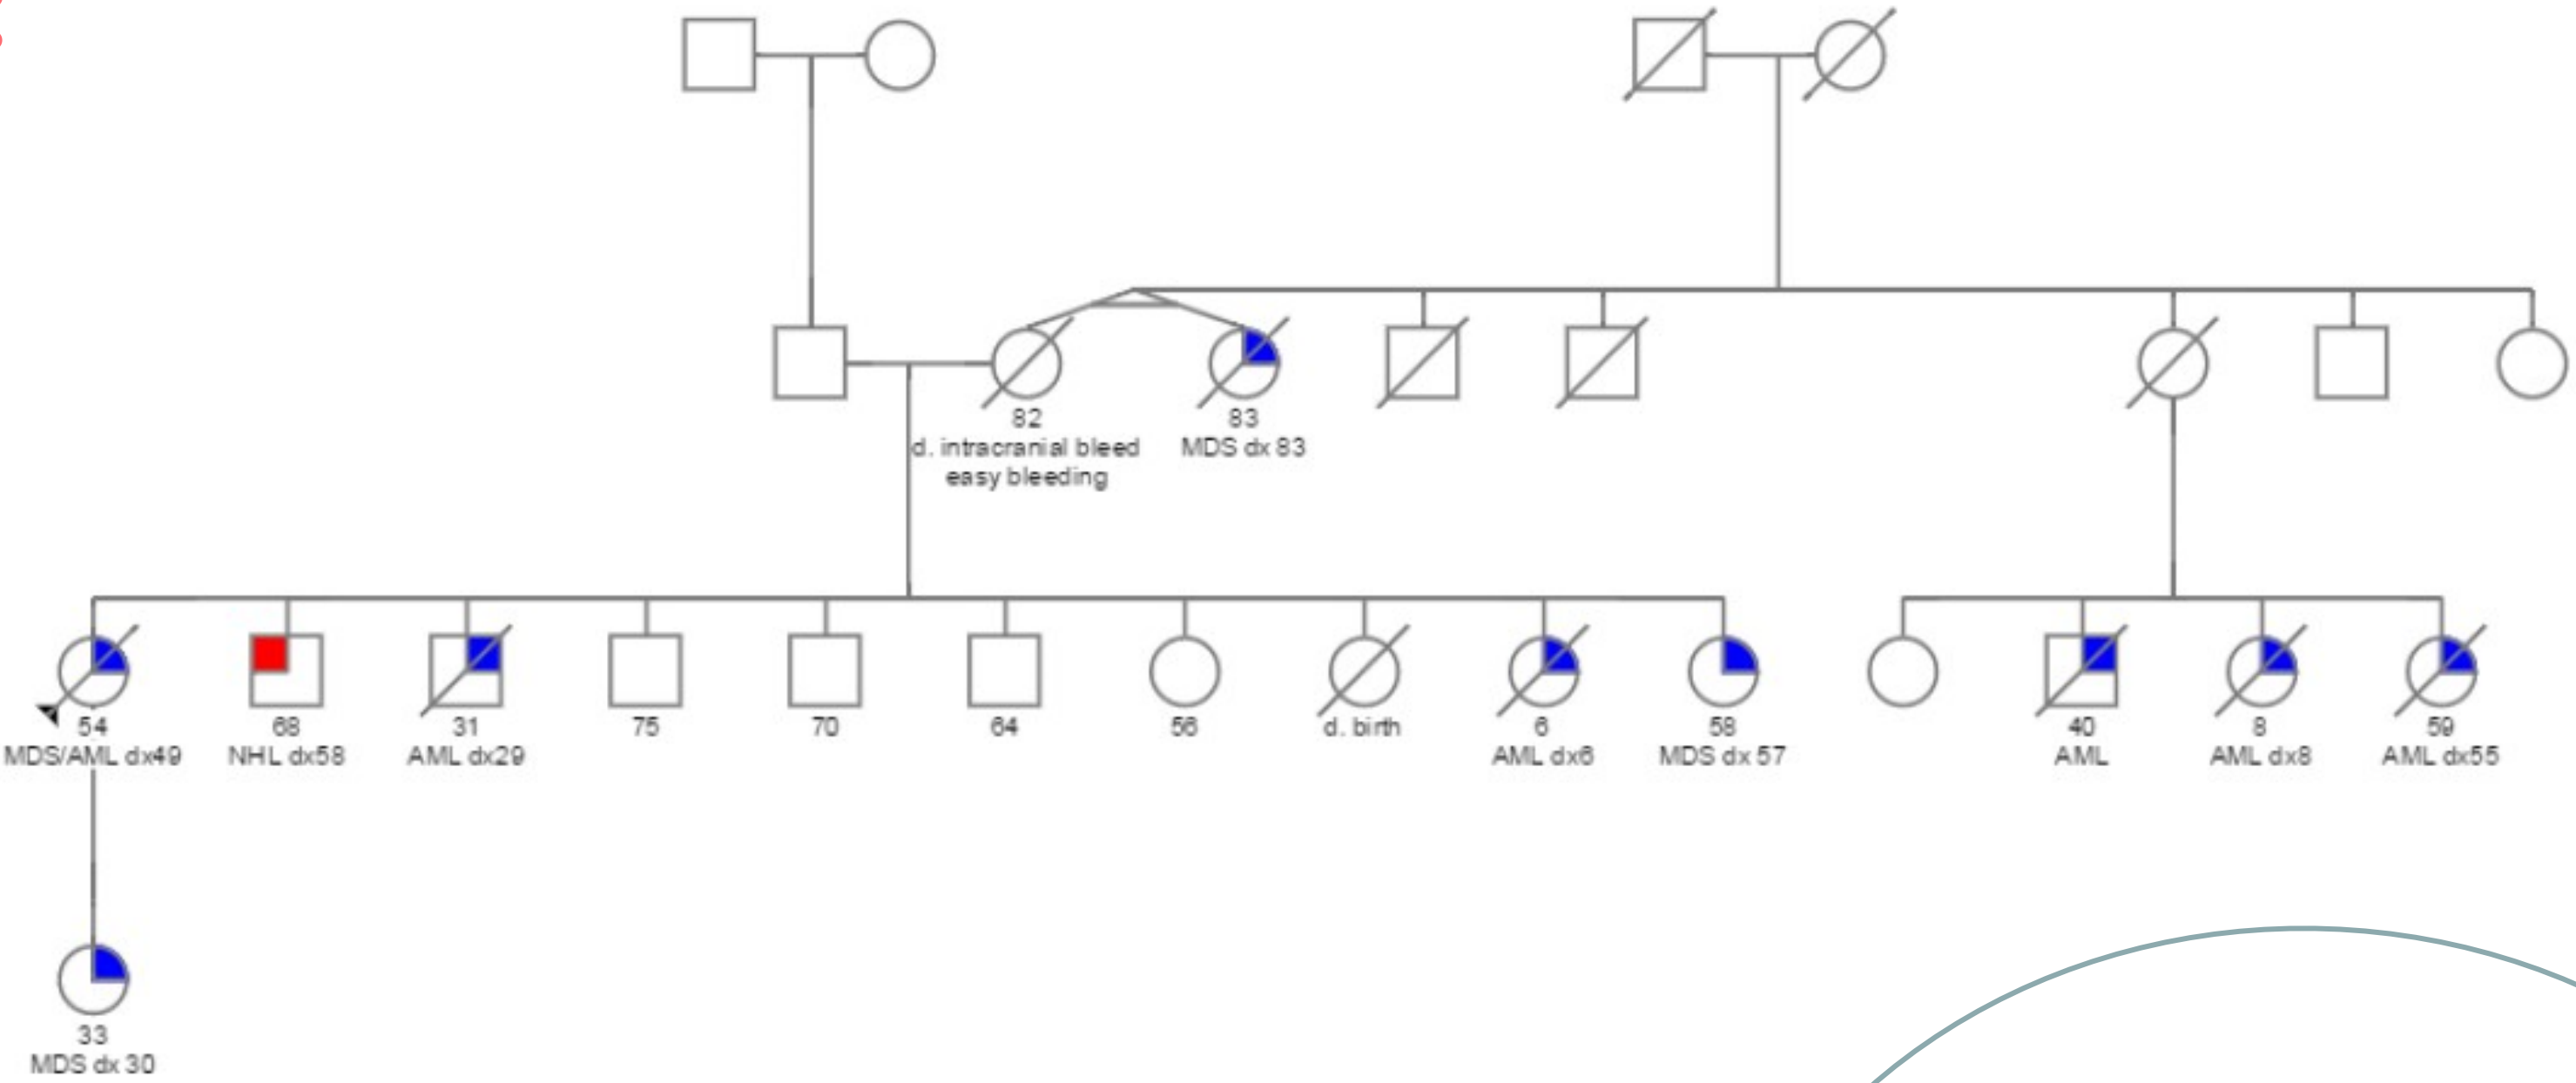 82
d. intracranial bleed
easy bleeding
83
MDS dx 83
54
MDS/AML dx49
68
NHL dx58
31
AML dx29
75
70
64
56
d. birth
6
AML dx6
58
MDS dx 57
40
AML
8
AML dx8
59
AML dx55
33
MDS dx 30